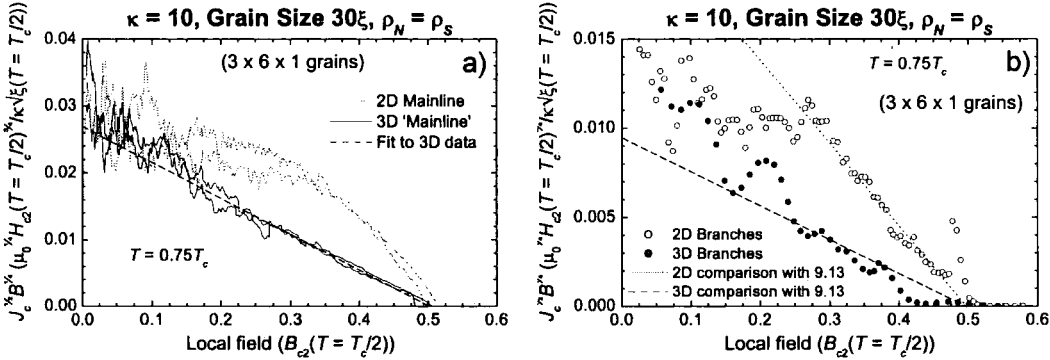 κ = 10, Grain Size 30ξ, ρN = ρS
(3 x 6 x 1 grains)
a)
2D Mainline
3D 'Mainline'
Fit to 3D data
T = 0.75Tc
0.04
0.03
0.02
0.01
0.00
0.0 0.1 0.2 0.3 0.4 0.5 0.6
Local field (Bc2(T = Tc/2))
κ = 10, Grain Size 30ξ, ρN = ρS
T = 0.75Tc
b)
(3 x 6 x 1 grains)
2D Branches
3D Branches
2D comparison with 9.13
3D comparison with 9.13
0.015
0.010
0.005
0.000
0.0 0.1 0.2 0.3 0.4 0.5 0.6
Local field (Bc2(T = Tc/2))